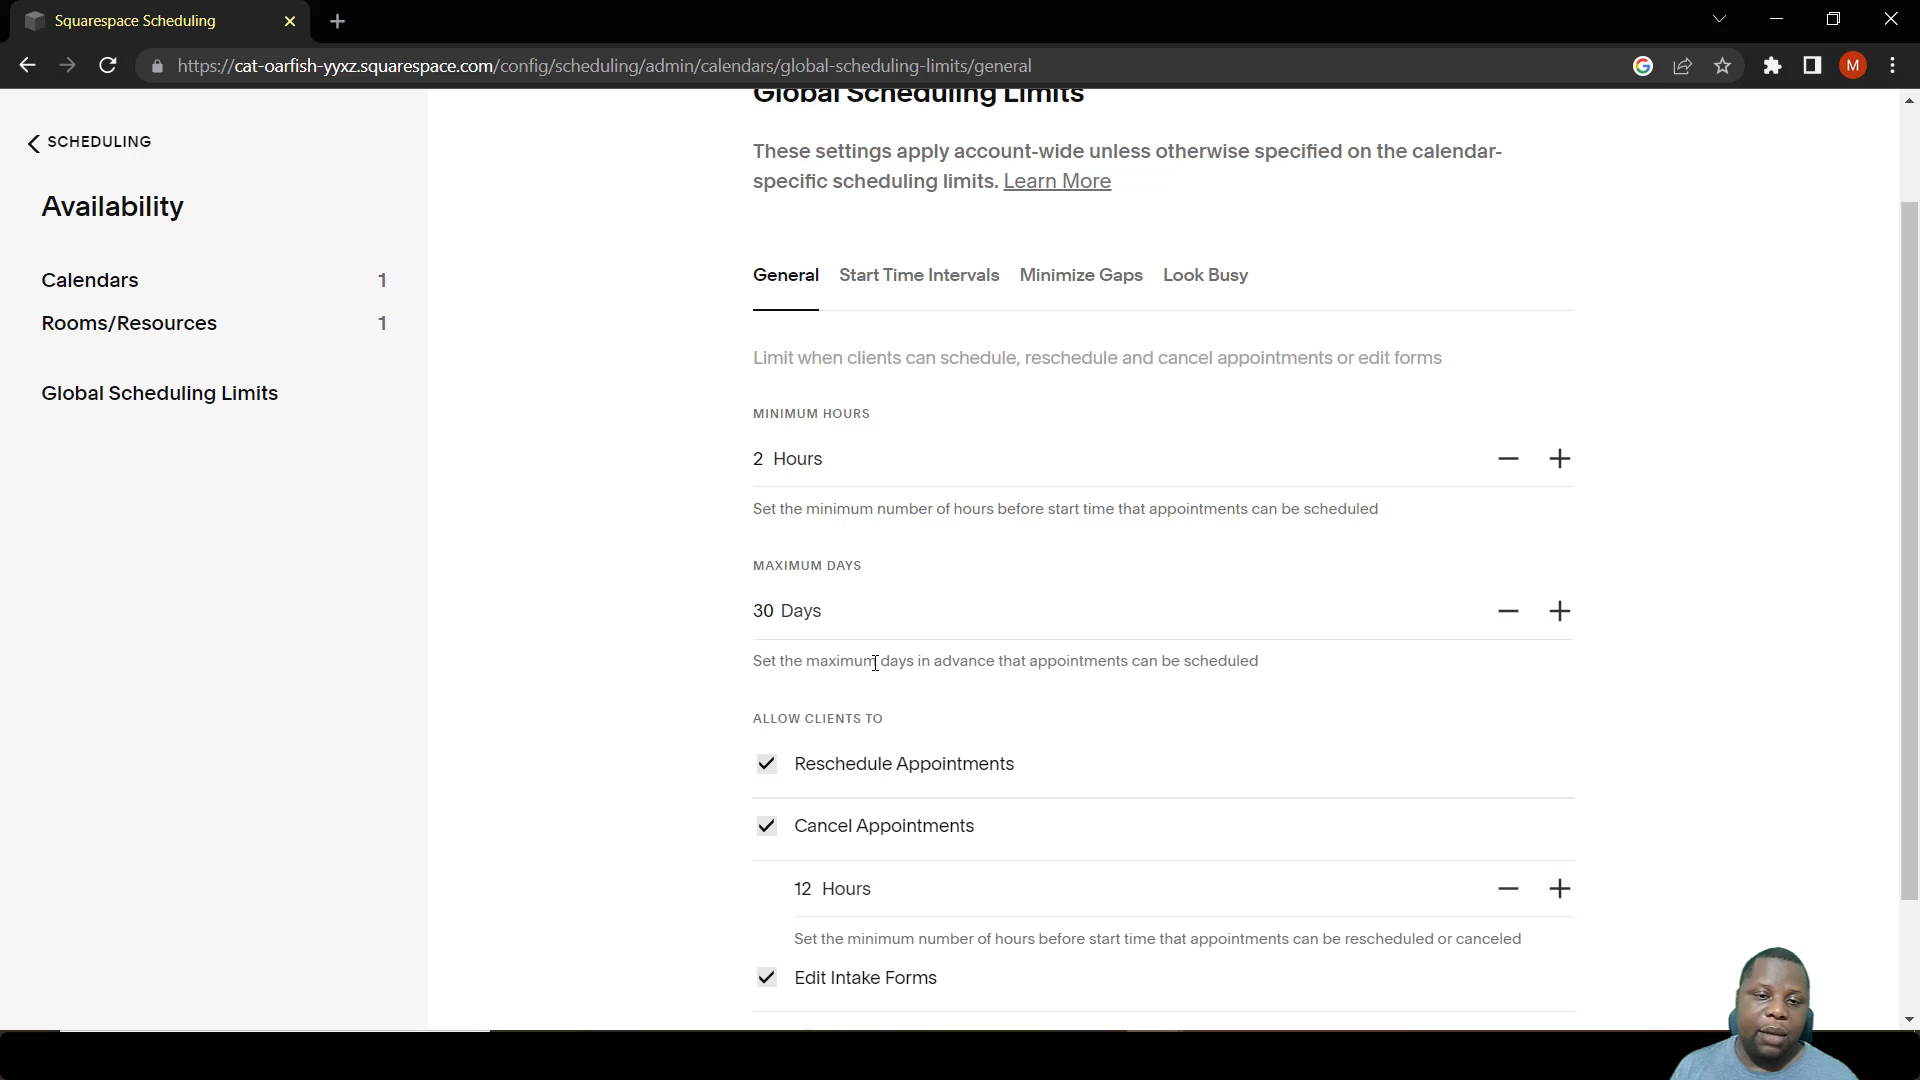 Squarespace Scheduling
https://cat-oarfish-yyxz.squarespace.com/config/scheduling/admin/calendars/global-scheduling-limits/general
M
SCHEDULING
Availability
Calendars 1
Rooms/Resources 1
Global Scheduling Limits
Global Scheduling Limits
These settings apply account-wide unless otherwise specified on the calendar-
specific scheduling limits. Learn More
General Start Time Intervals Minimize Gaps Look Busy
Limit when clients can schedule, reschedule and cancel appointments or edit forms
MINIMUM HOURS
2 Hours
Set the minimum number of hours before start time that appointments can be scheduled
MAXIMUM DAYS
30 Days
Set the maximum days in advance that appointments can be scheduled
ALLOW CLIENTS TO
Reschedule Appointments
Cancel Appointments
12 Hours
Set the minimum number of hours before start time that appointments can be rescheduled or canceled
Edit Intake Forms